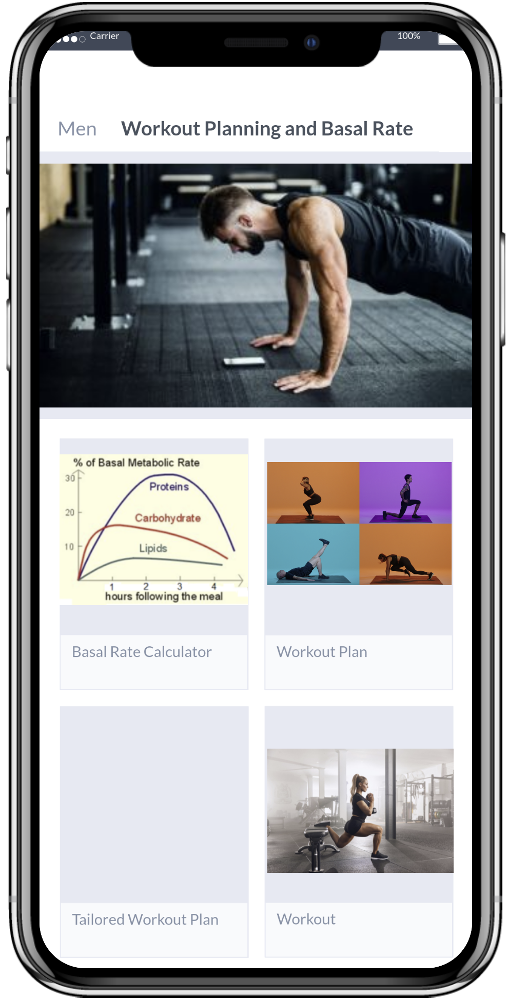 Carrier
100%
Men
Workout Planning and Basal Rate
% of Basal Metabolic Rate
30
Proteins
20
Carbohydrate
10
Lipids
1 2 3 4
hours following the meal
Basal Rate Calculator
Workout Plan
Tailored Workout Plan
Workout